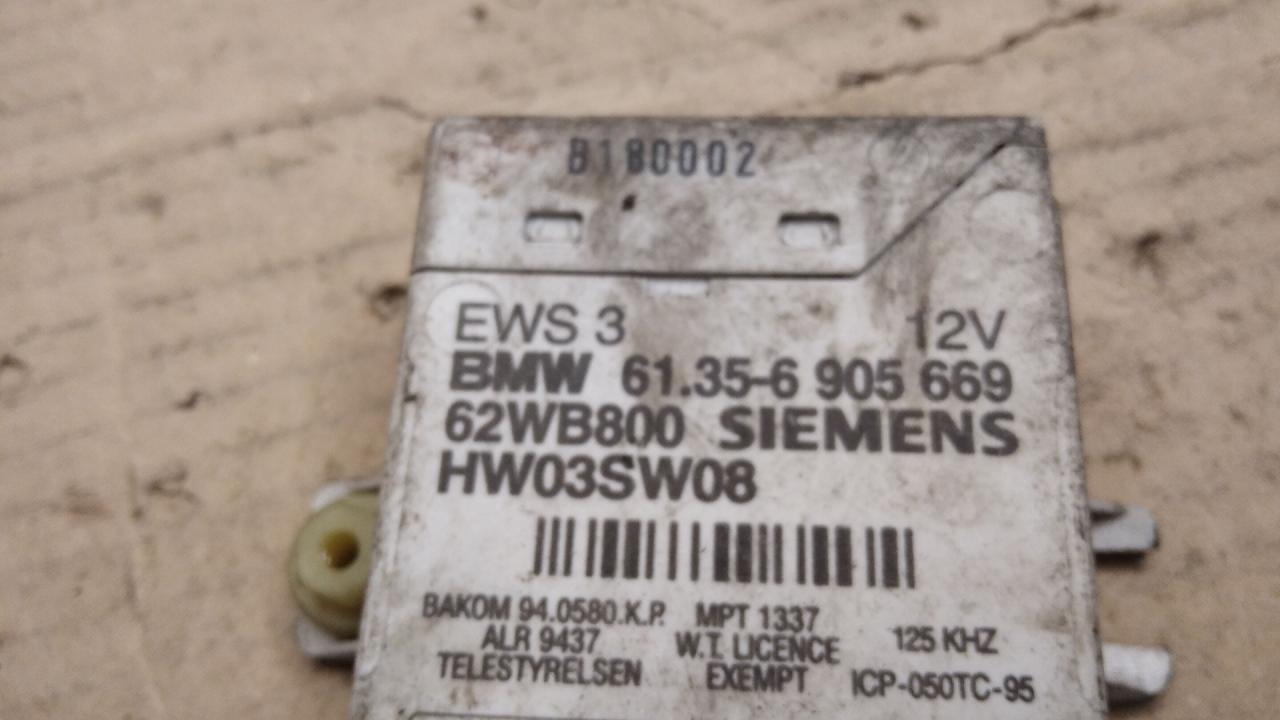 B180002
EWS 3 12V
BMW 61.35-6 905 669
62WB800 SIEMENS
HW03SW08
BAKOM 94.0580.K.P. MPT 1337
ALR 9437 W.T. LICENCE 125 KHZ
TELESTYRELSEN EXEMPT ICP-050TC-95